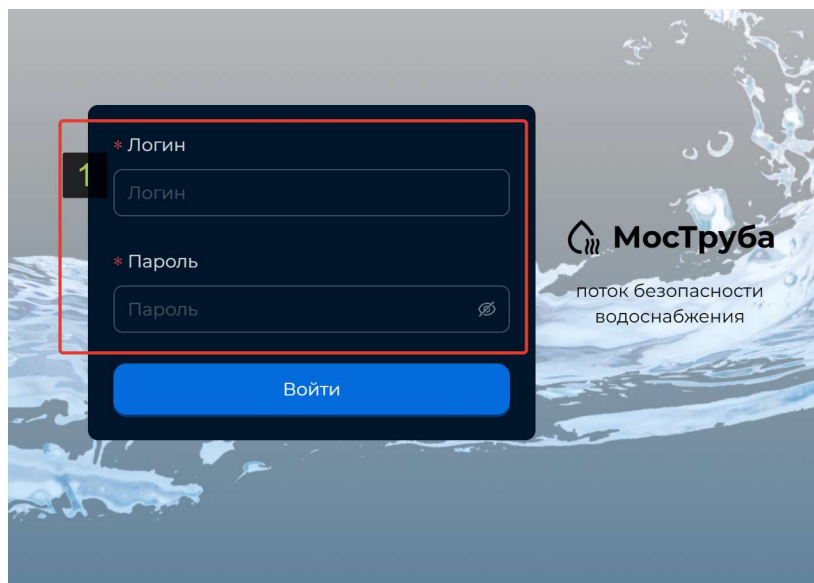 * Логин
1
Логин
* Пароль
Пароль
Войти
МосТруба
поток безопасности
водоснабжения